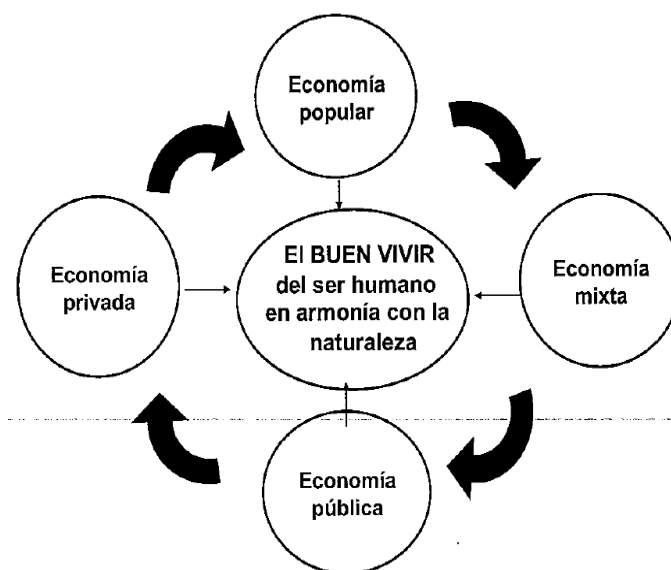 Economía
popular
Economía
privada
El BUEN VIVIR
del ser humano
en armonía con la
naturaleza
Economía
mixta
Economía
pública